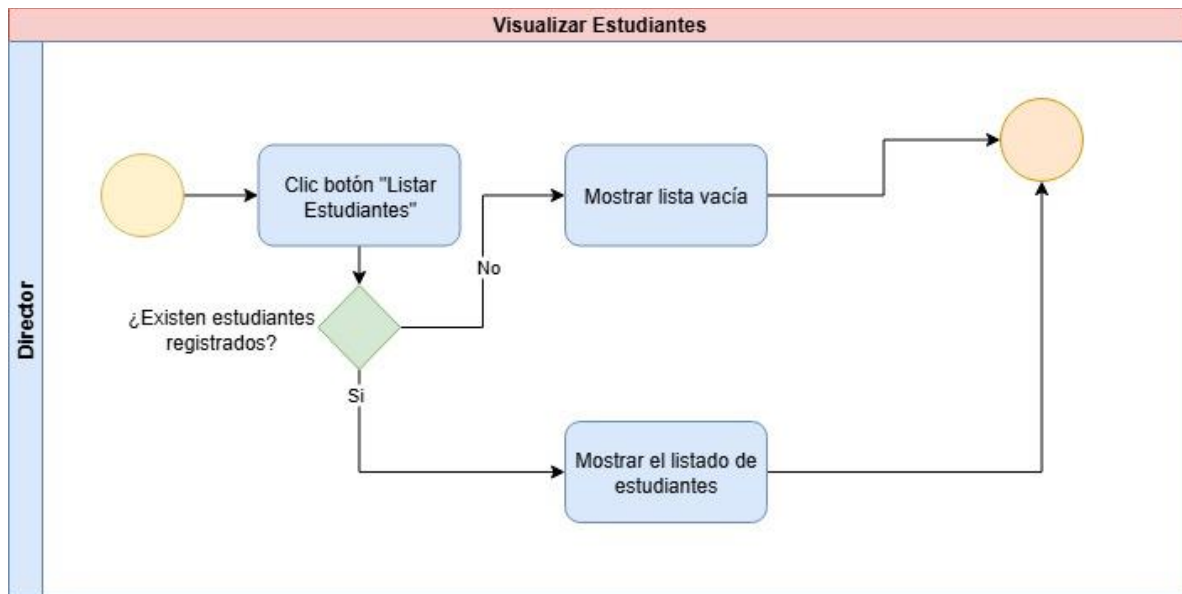 Visualizar Estudiantes
Director
Clic botón "Listar
Estudiantes"
¿Existen estudiantes
registrados?
No
Mostrar lista vacía
Si
Mostrar el listado de
estudiantes